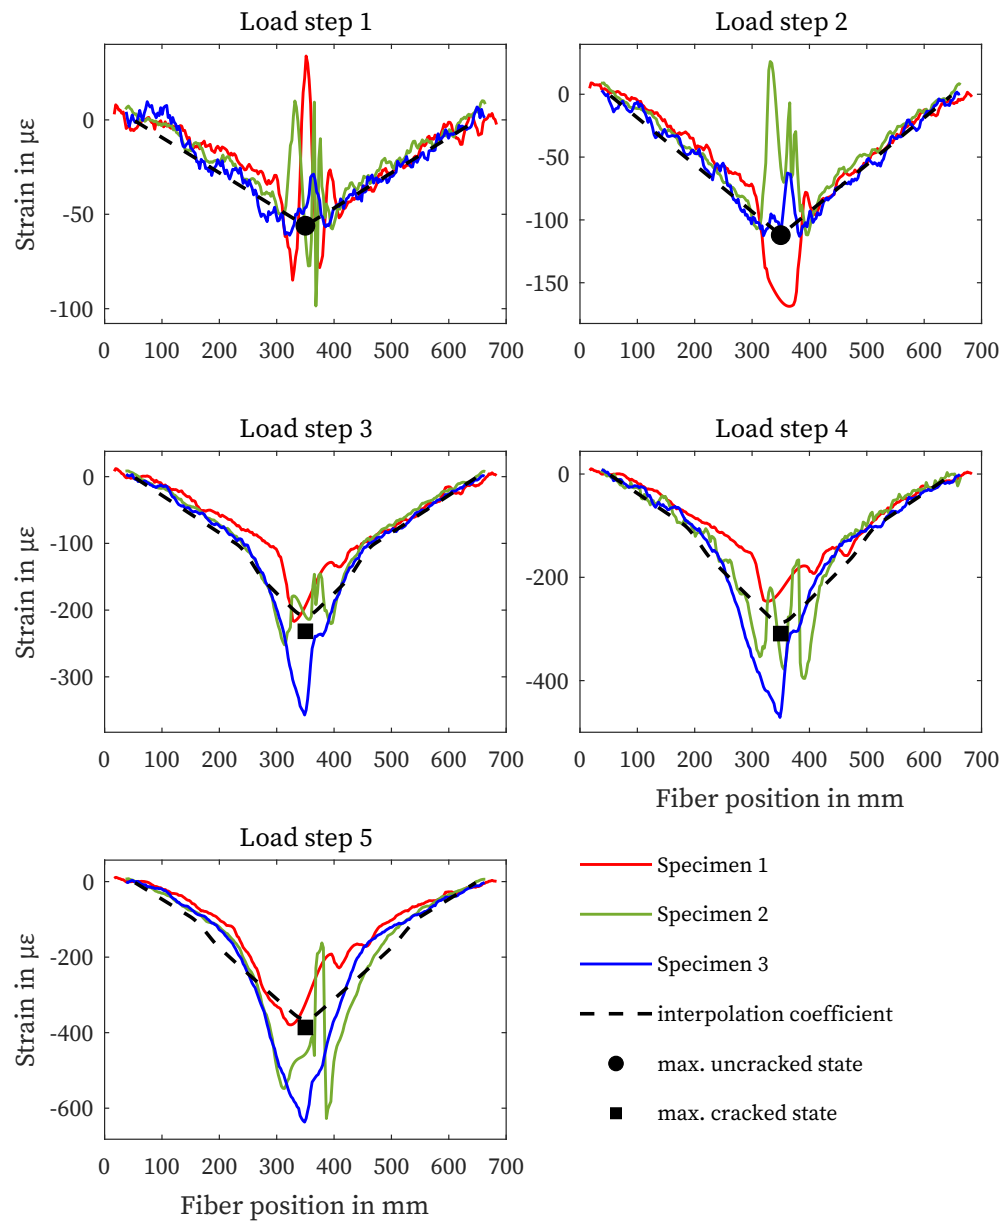 Load step 1
Load step 2
Strain in με
0
-50
-100
0
-50
-100
-150
0 100 200 300 400 500 600 700
0 100 200 300 400 500 600 700
Load step 3
Load step 4
Strain in με
0
-100
-200
-300
0
-200
-400
0 100 200 300 400 500 600 700
0 100 200 300 400 500 600 700
Fiber position in mm
Load step 5
Strain in με
0
-200
-400
-600
0 100 200 300 400 500 600 700
Fiber position in mm
Specimen 1
Specimen 2
Specimen 3
interpolation coefficient
max. uncracked state
max. cracked state